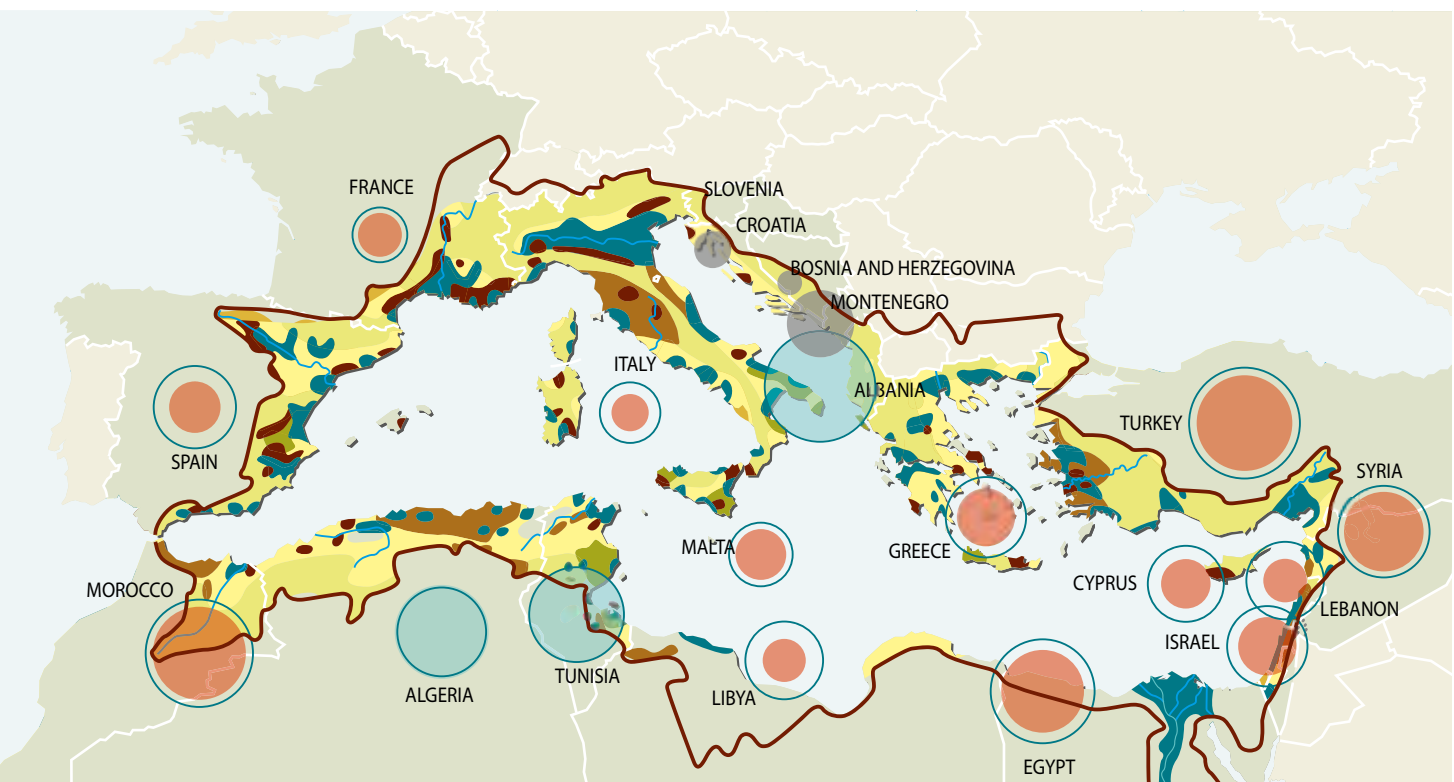 FRANCE
SLOVENIA
CROATIA
BOSNIA AND HERZEGOVINA
MONTENEGRO
ITALY
ALBANIA
TURKEY
SPAIN
SYRIA
MALTA
GREECE
CYPRUS
MOROCCO
LEBANON
ISRAEL
TUNISIA
ALGERIA
LIBYA
EGYPT